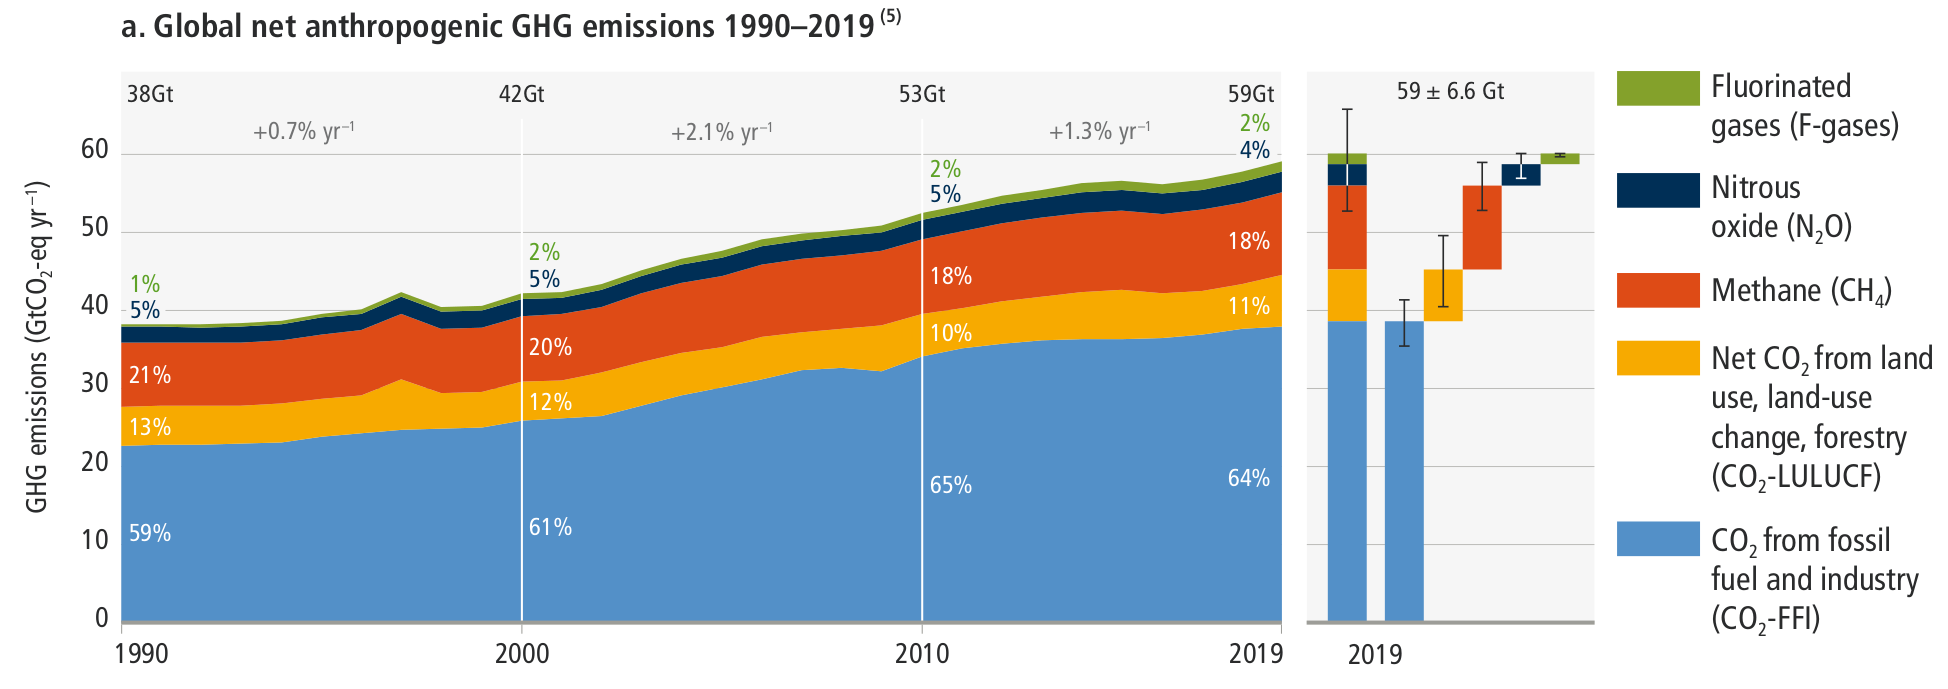 a. Global net anthropogenic GHG emissions 1990–2019 (5)
38Gt 42Gt 53Gt 59Gt
+0.7% yr⁻¹ +2.1% yr⁻¹ +1.3% yr⁻¹
GHG emissions (GtCO₂-eq yr⁻¹)
60
50
40
30
20
10
0
1%
5%
21%
13%
59%
2%
5%
20%
12%
61%
2%
5%
18%
10%
65%
2%
4%
18%
11%
64%
1990 2000 2010 2019
59 ± 6.6 Gt
2019
Fluorinated
gases (F-gases)
Nitrous
oxide (N₂O)
Methane (CH₄)
Net CO₂ from land
use, land-use
change, forestry
(CO₂-LULUCF)
CO₂ from fossil
fuel and industry
(CO₂-FFI)